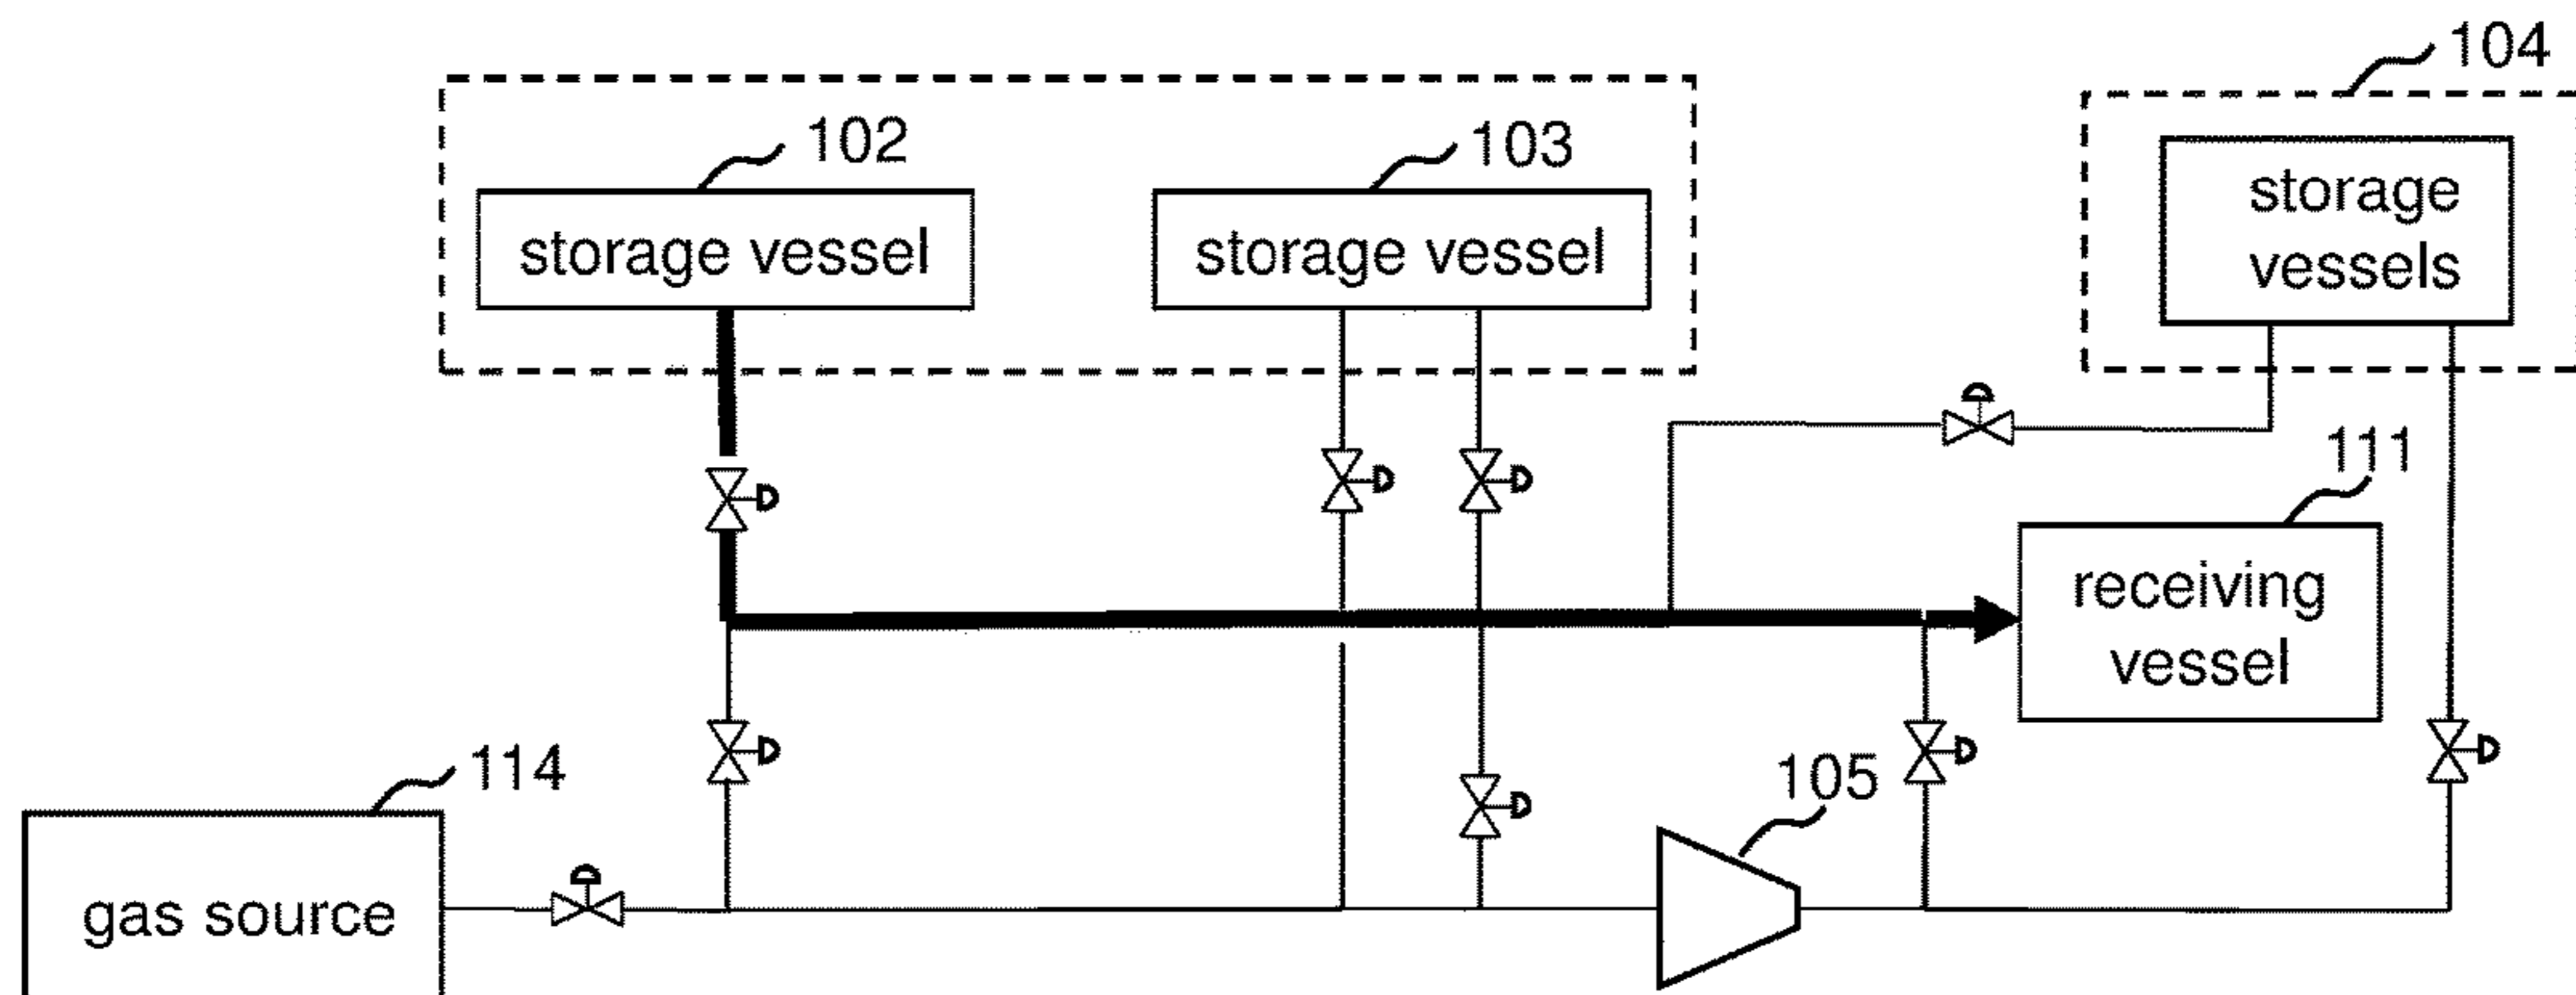 104
102
103
storage vessel
storage vessel
storage
vessels
111
receiving
vessel
114
105
gas source